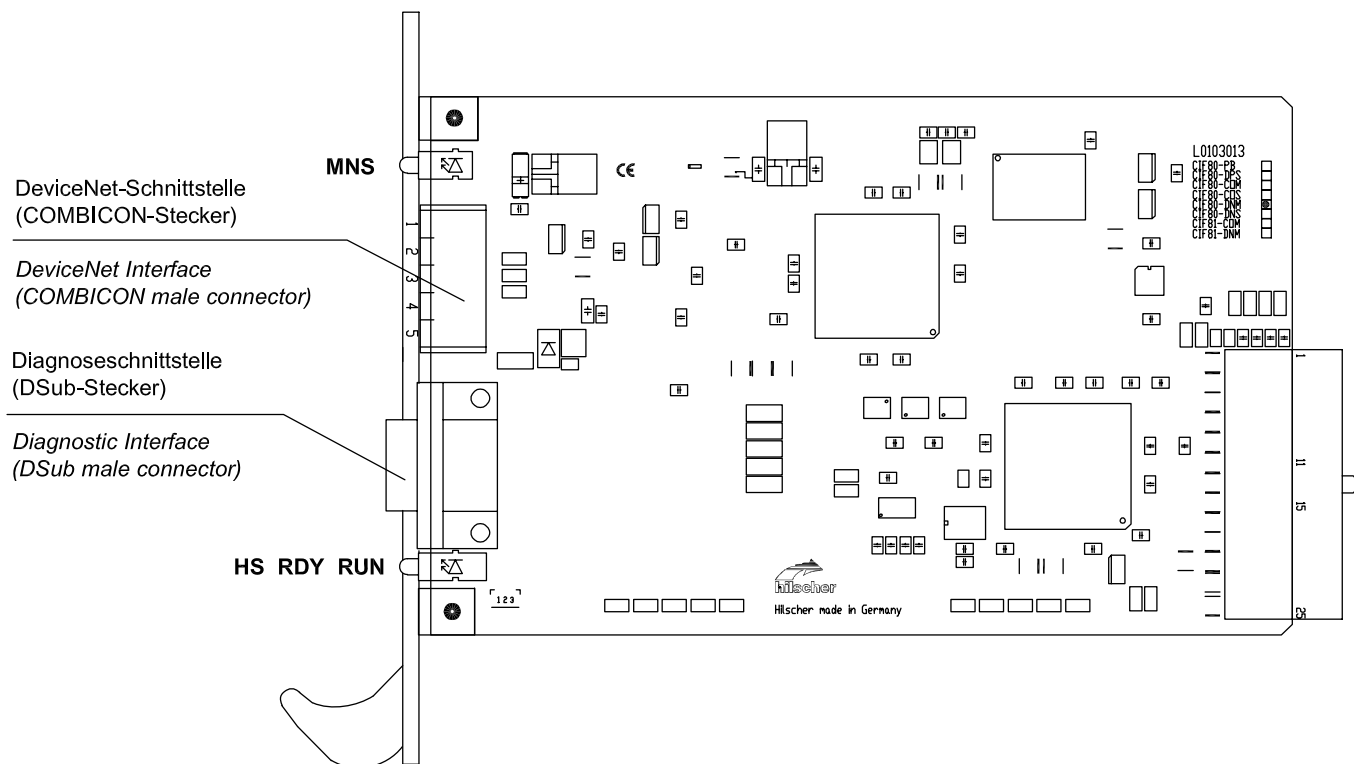 MNS
DeviceNet-Schnittstelle
(COMBICON-Stecker)
DeviceNet Interface
(COMBICON male connector)
Diagnoseschnittstelle
(DSub-Stecker)
Diagnostic Interface
(DSub male connector)
HS RDY RUN
1
2
3
4
5
CE
L0103013
CIF80-PB
CIF80-DPS
CIF80-COM
CIF80-COS
CIF80-DNM
CIF80-DNS
CIF81-COM
CIF81-DNM
1
11
15
25
123
hilscher
Hilscher made in Germany